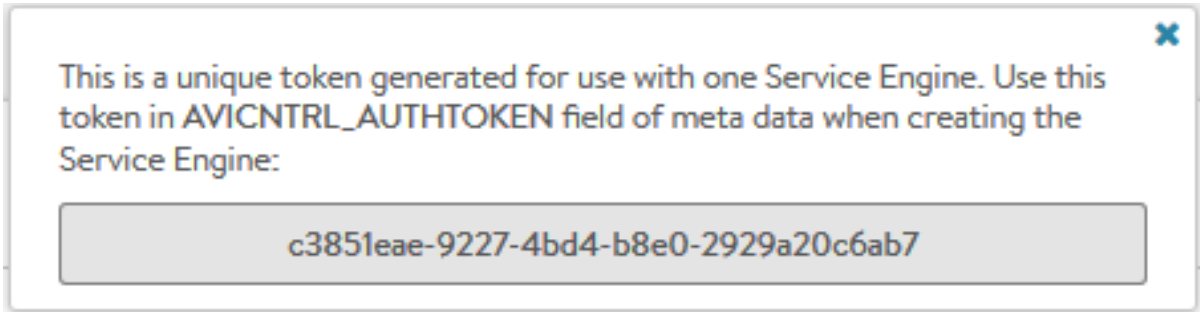 This is a unique token generated for use with one Service Engine. Use this
token in AVICNTRL_AUTHTOKEN field of meta data when creating the
Service Engine:
c3851eae-9227-4bd4-b8e0-2929a20c6ab7